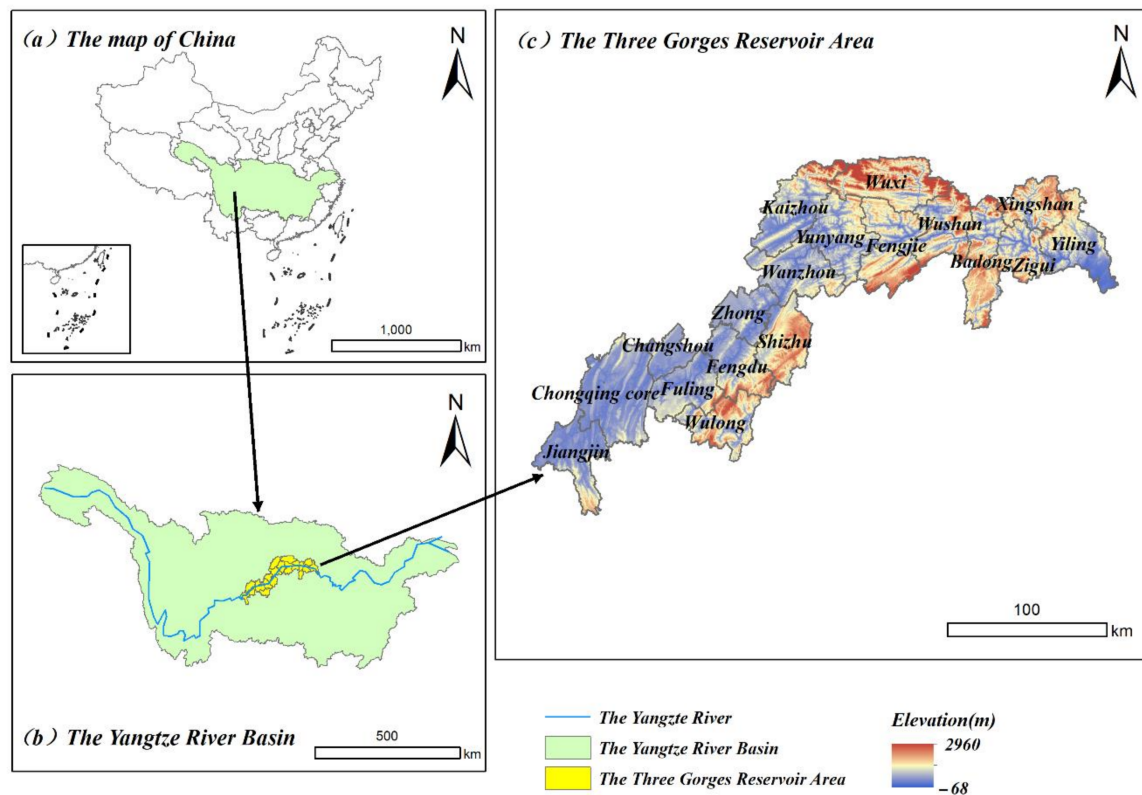 (a) The map of China
N
1,000
km
N
(b) The Yangtze River Basin
500
km
(c) The Three Gorges Reservoir Area
N
Wuxi
Kaizhou
Xingshan
Wushan
Yunyang
Fengjie
Yiling
Badong
Zigui
Wanzhou
Zhong
Shizhu
Changshou
Fengdu
Chongqing core
Fuling
Wulong
Jiangjin
100
km
The Yangzte River
The Yangtze River Basin
The Three Gorges Reservoir Area
Elevation(m)
2960
-68